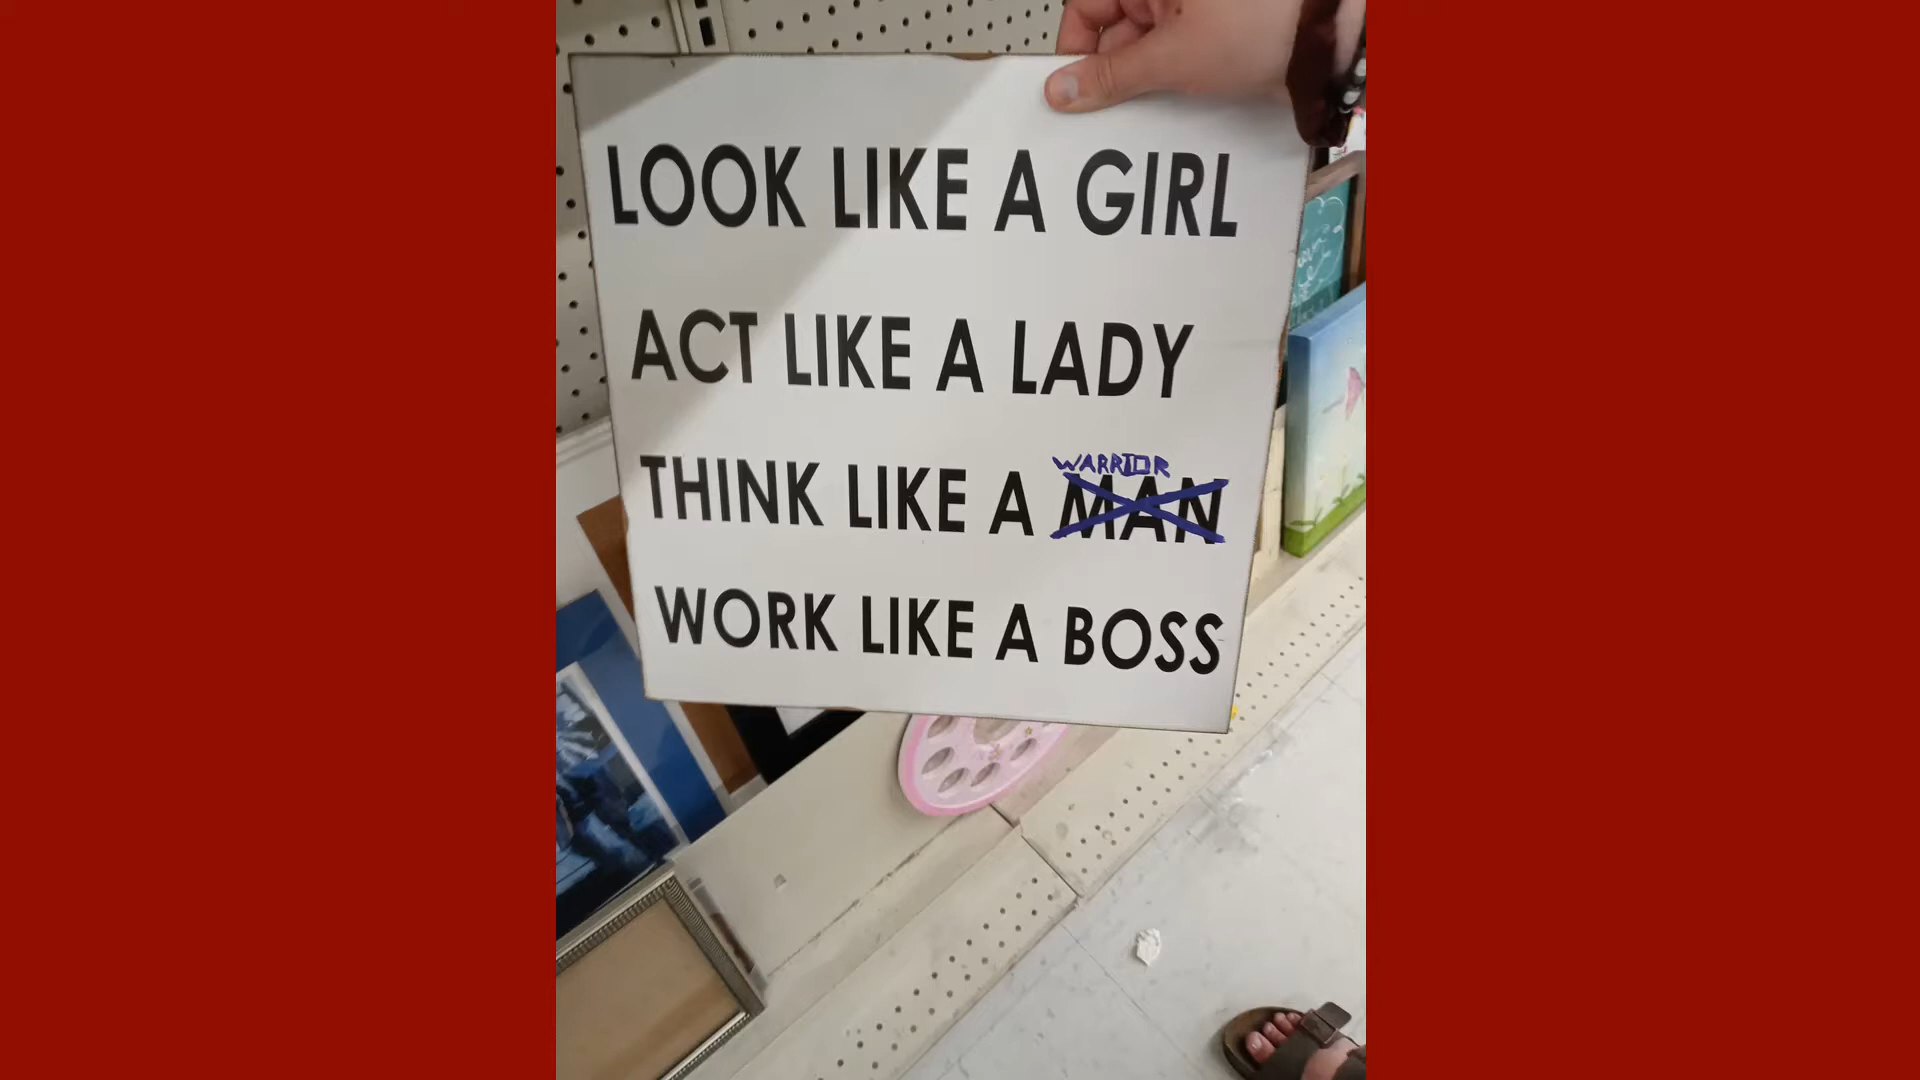 LOOK LIKE A GIRL
ACT LIKE A LADY
WARRIOR
THINK LIKE A MAN
WORK LIKE A BOSS